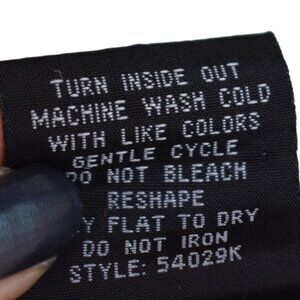 TURN INSIDE OUT
MACHINE WASH COLD
WITH LIKE COLORS
GENTLE CYCLE
DO NOT BLEACH
RESHAPE
FLAT TO DRY
DO NOT IRON
STYLE: 54029K